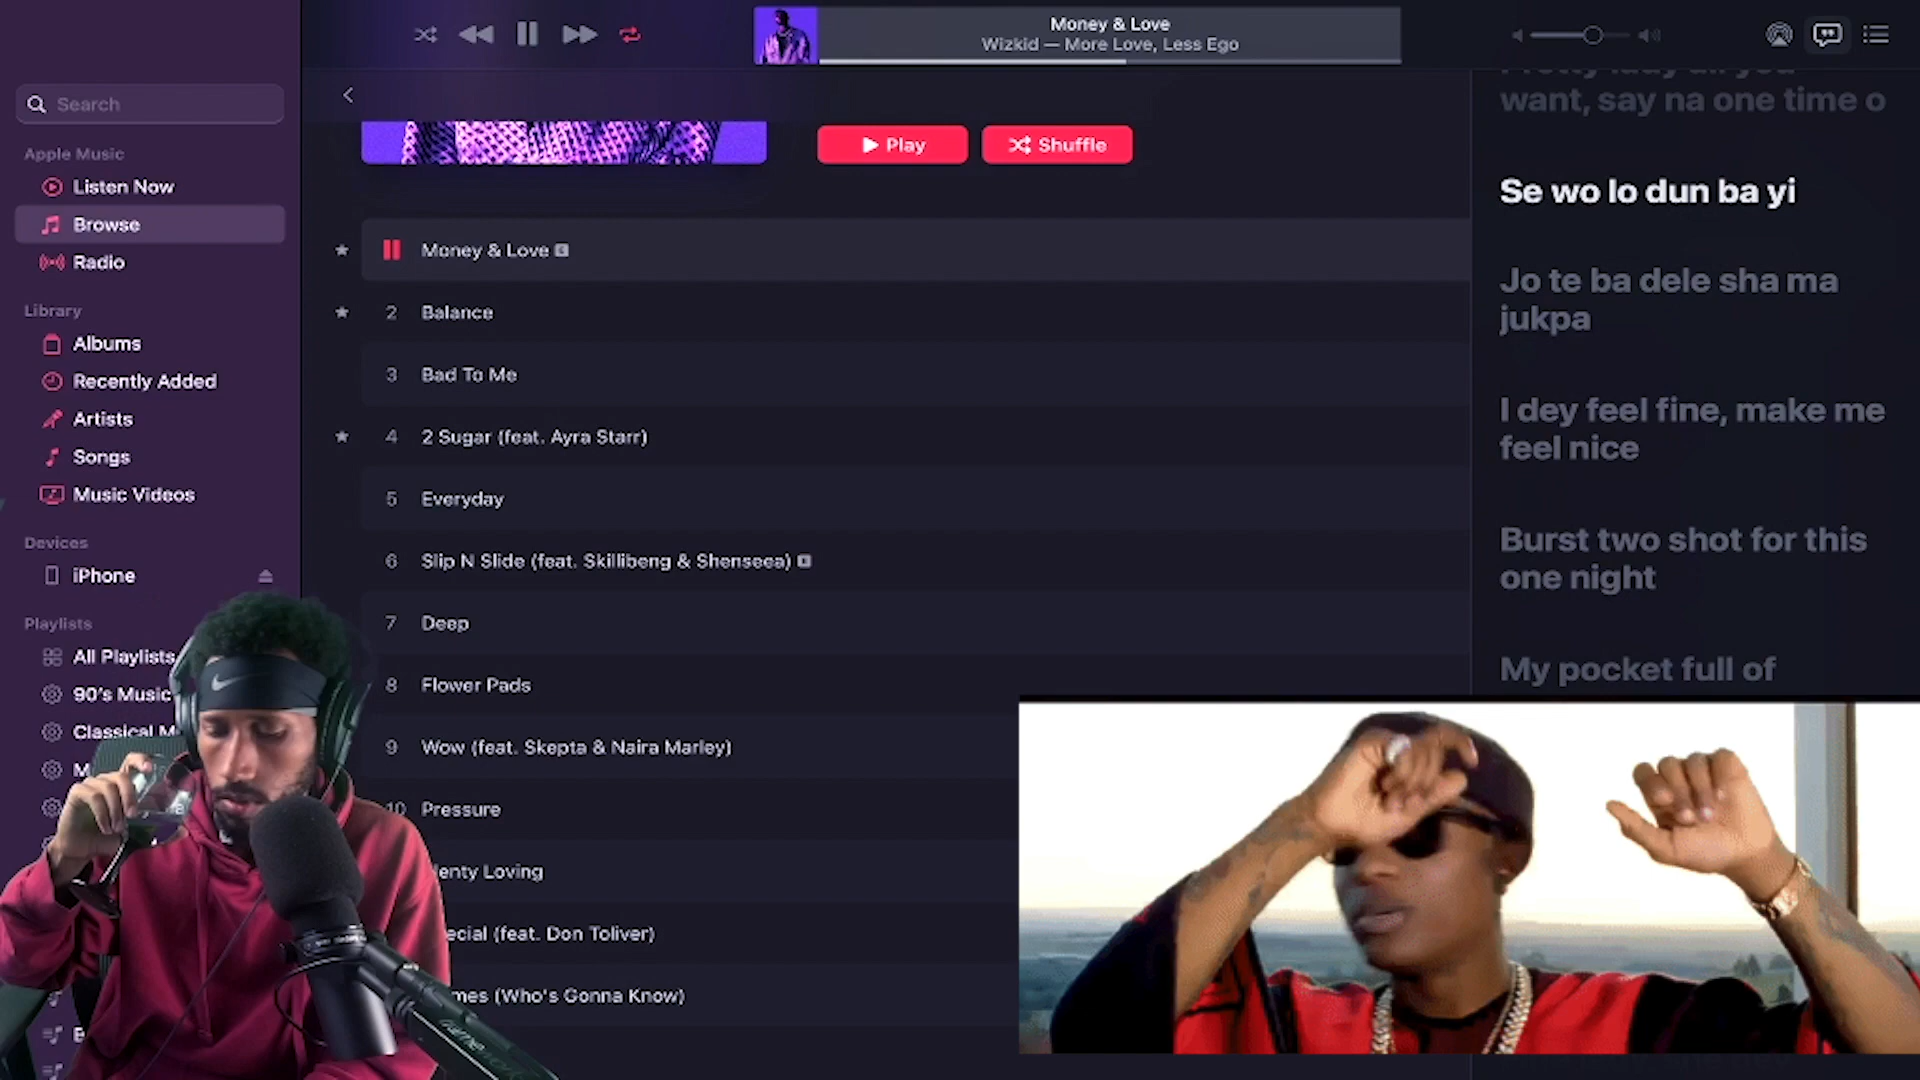 Money & Love
Wizkid — More Love, Less Ego
Search
Apple Music
Listen Now
Browse
Radio
Library
Albums
Recently Added
Artists
Songs
Music Videos
Devices
iPhone
Playlists
All Playlists
90's Music
Classical M
Play
Shuffle
Money & Love E
2 Balance
3 Bad To Me
4 2 Sugar (feat. Ayra Starr)
5 Everyday
6 Slip N Slide (feat. Skillibeng & Shenseea) E
7 Deep
8 Flower Pads
9 Wow (feat. Skepta & Naira Marley)
10 Pressure
lenty Loving
ecial (feat. Don Toliver)
mes (Who's Gonna Know)
want, say na one time o
Se wo lo dun ba yi
Jo te ba dele sha ma
jukpa
I dey feel fine, make me
feel nice
Burst two shot for this
one night
My pocket full of